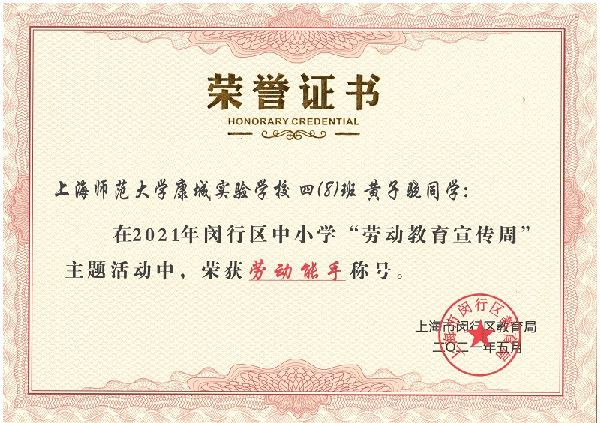 荣誉证书
HONORARY CREDENTIAL
上海师范大学康城实验学校 四(8)班 黄子骁同学：
在2021年闵行区中小学“劳动教育宣传周”
主题活动中，荣获劳动能手称号。
上海市闵行区教育局
二〇二一年五月
上海市闵行区教育局